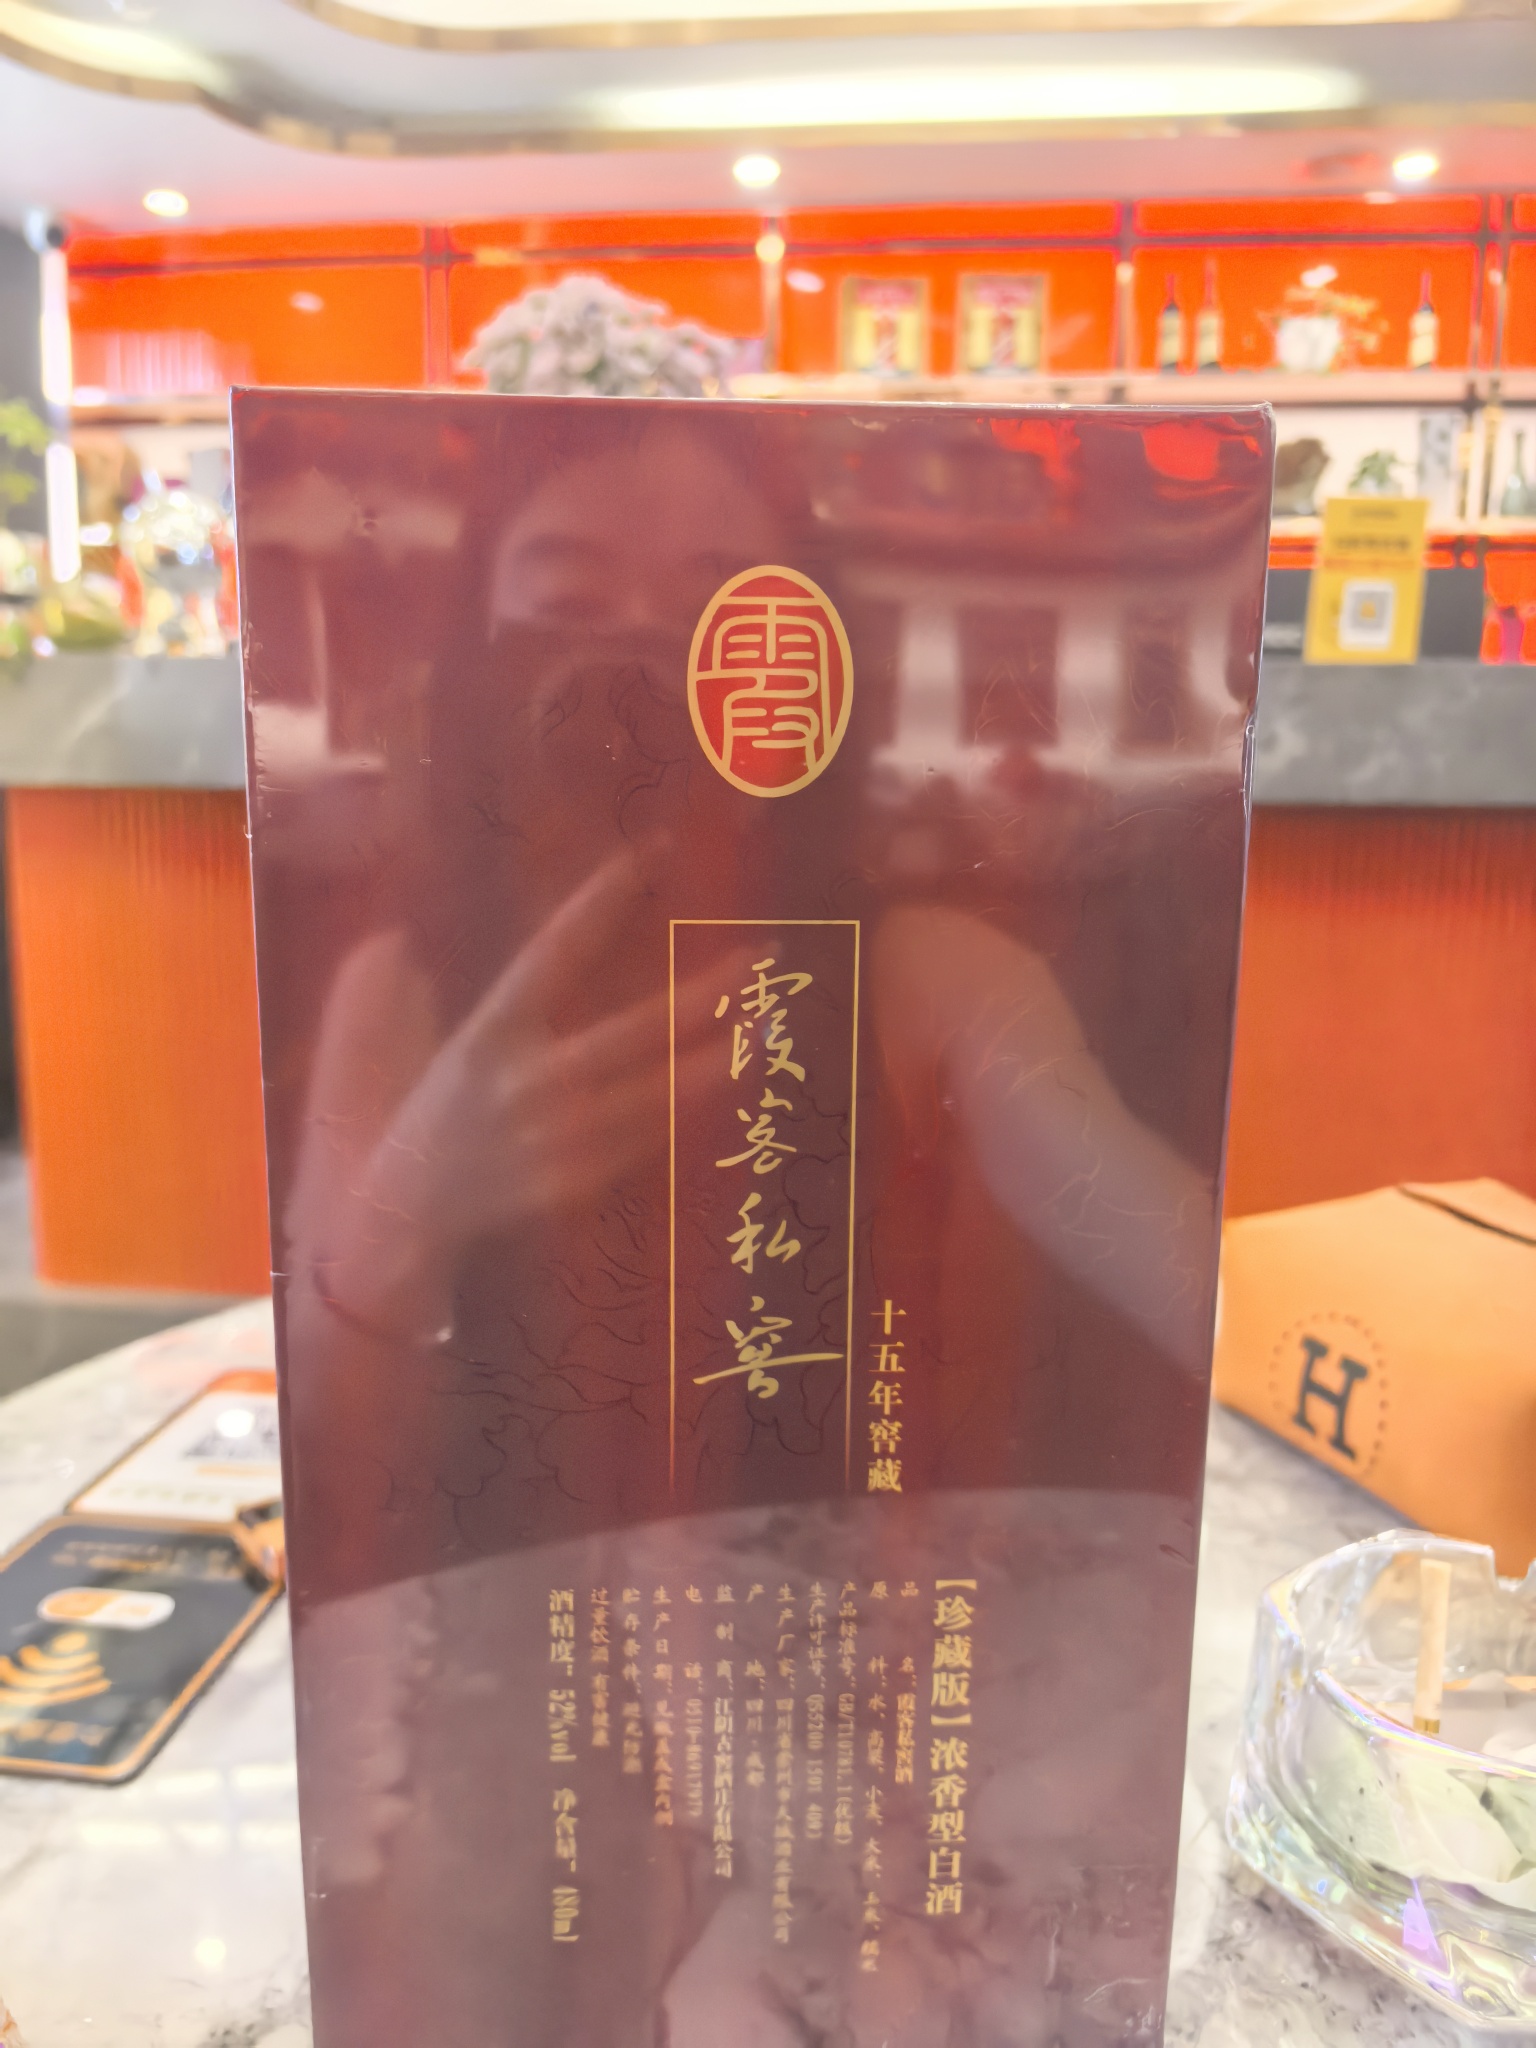 霞
霞客私窖
十五年窖藏
【珍藏版】浓香型白酒
品 名：霞客私窖酒
原 料：水、高粱、小麦、大米、玉米、糯米
产品标准号：GB/T10781.1(优级)
生产厂家：四川省崇州市大城酒业有限公司
产 地：四川·成都
监 制 商：江阴古窖酒庄有限公司
生产日期：见瓶盖或盒内侧
贮存条件：避光防潮
过量饮酒 有害健康
酒精度：52%vol 净含量：480ml
H